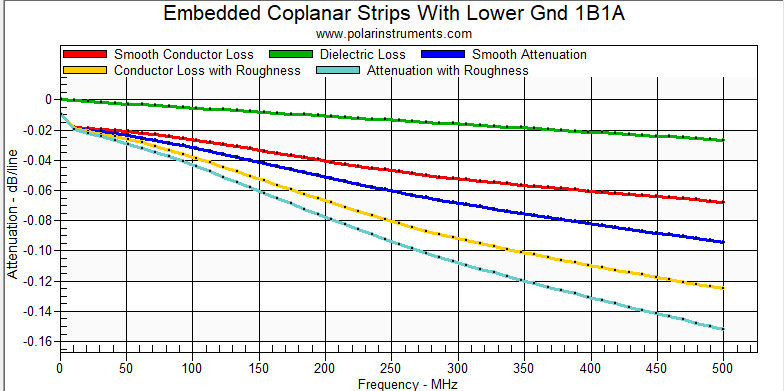 Embedded Coplanar Strips With Lower Gnd 1B1A
www.polarinstruments.com
Smooth Conductor Loss Dielectric Loss Smooth Attenuation
Conductor Loss with Roughness Attenuation with Roughness
Attenuation - dB/line
0
-0.02
-0.04
-0.06
-0.08
-0.10
-0.12
-0.14
-0.16
0 50 100 150 200 250 300 350 400 450 500
Frequency - MHz